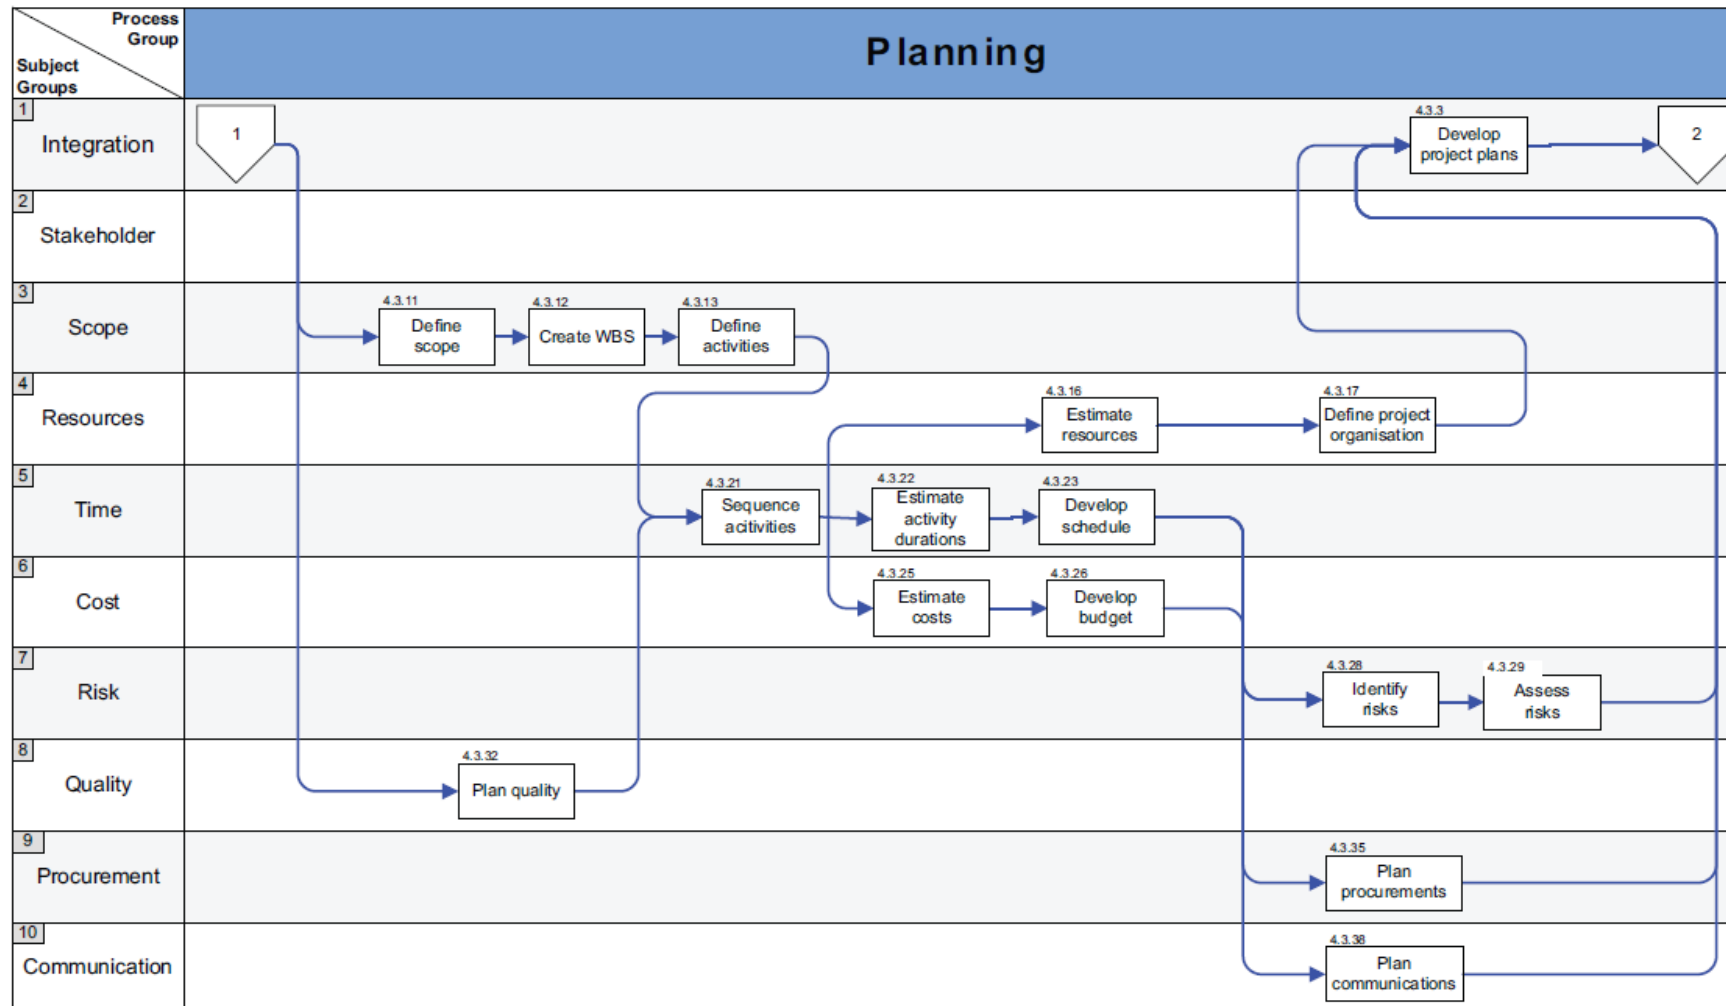 Process
Group
Subject
Groups
Planning
1
Integration
1
4.3.3
Develop
project plans
2
2
Stakeholder
3
Scope
4.3.11
Define
scope
4.3.12
Create WBS
4.3.13
Define
activities
4
Resources
4.3.16
Estimate
resources
4.3.17
Define project
organisation
5
Time
4.3.21
Sequence
acitivities
4.3.22
Estimate
activity
durations
4.3.23
Develop
schedule
6
Cost
4.3.25
Estimate
costs
4.3.26
Develop
budget
7
Risk
4.3.28
Identify
risks
4.3.29
Assess
risks
8
Quality
4.3.32
Plan quality
9
Procurement
4.3.35
Plan
procurements
10
Communication
4.3.38
Plan
communications